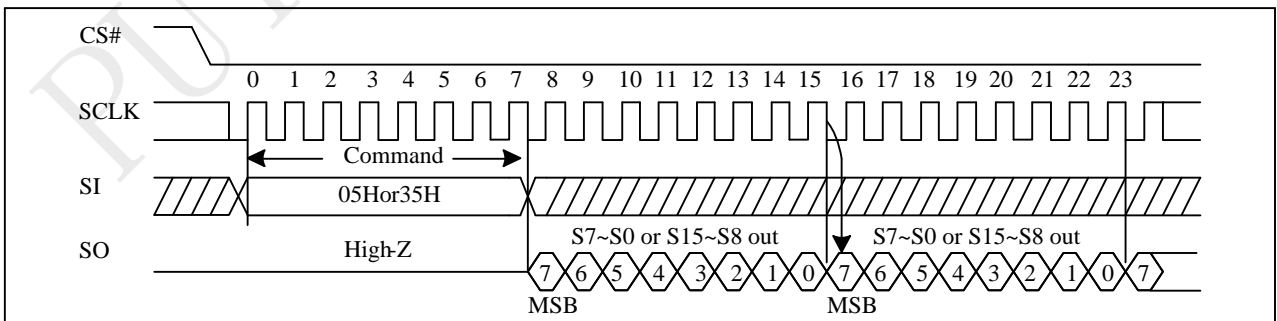 CS#
0 1 2 3 4 5 6 7 8 9 10 11 12 13 14 15 16 17 18 19 20 21 22 23
SCLK
Command
SI
05Hor35H
SO
High-Z
S7~S0 or S15~S8 out
S7~S0 or S15~S8 out
7 6 5 4 3 2 1 0 7 6 5 4 3 2 1 0 7
MSB
MSB
PU